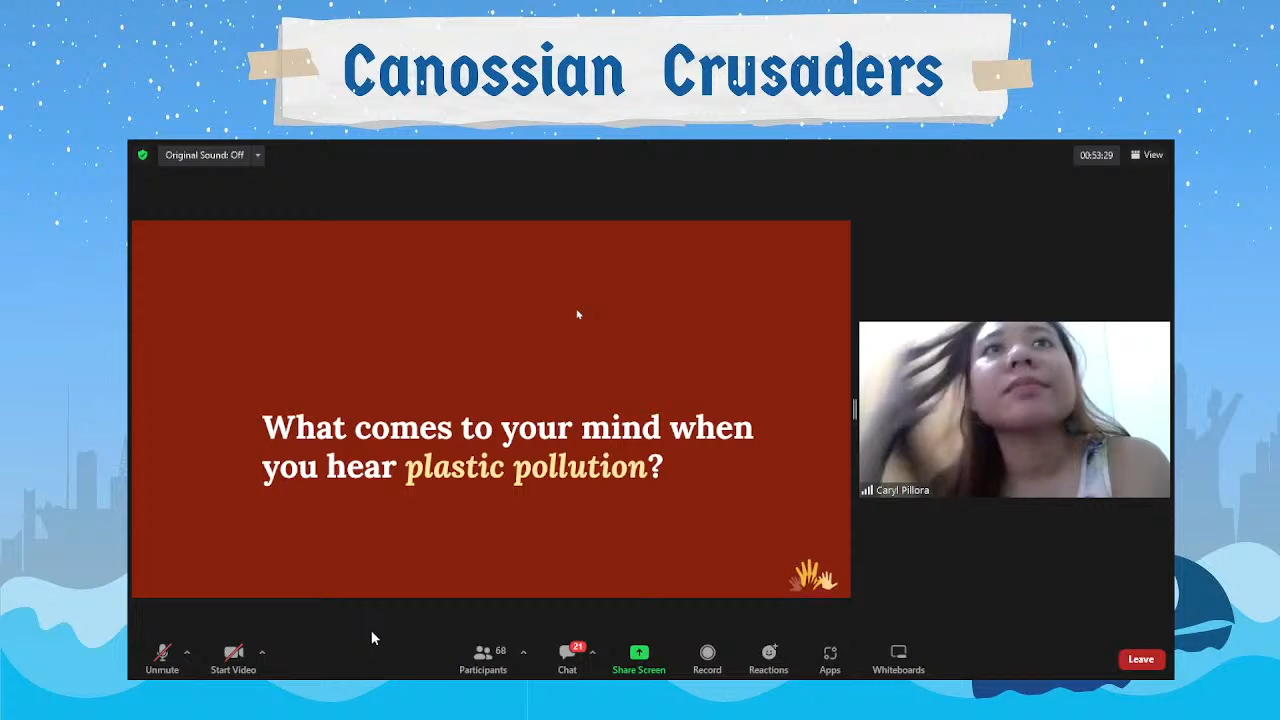 Canossian Crusaders
Original Sound: Off
00:53:29
View
What comes to your mind when
you hear plastic pollution?
Caryl Pillora
Unmute
Start Video
Participants
68
Chat
21
Share Screen
Record
Reactions
Apps
Whiteboards
Leave